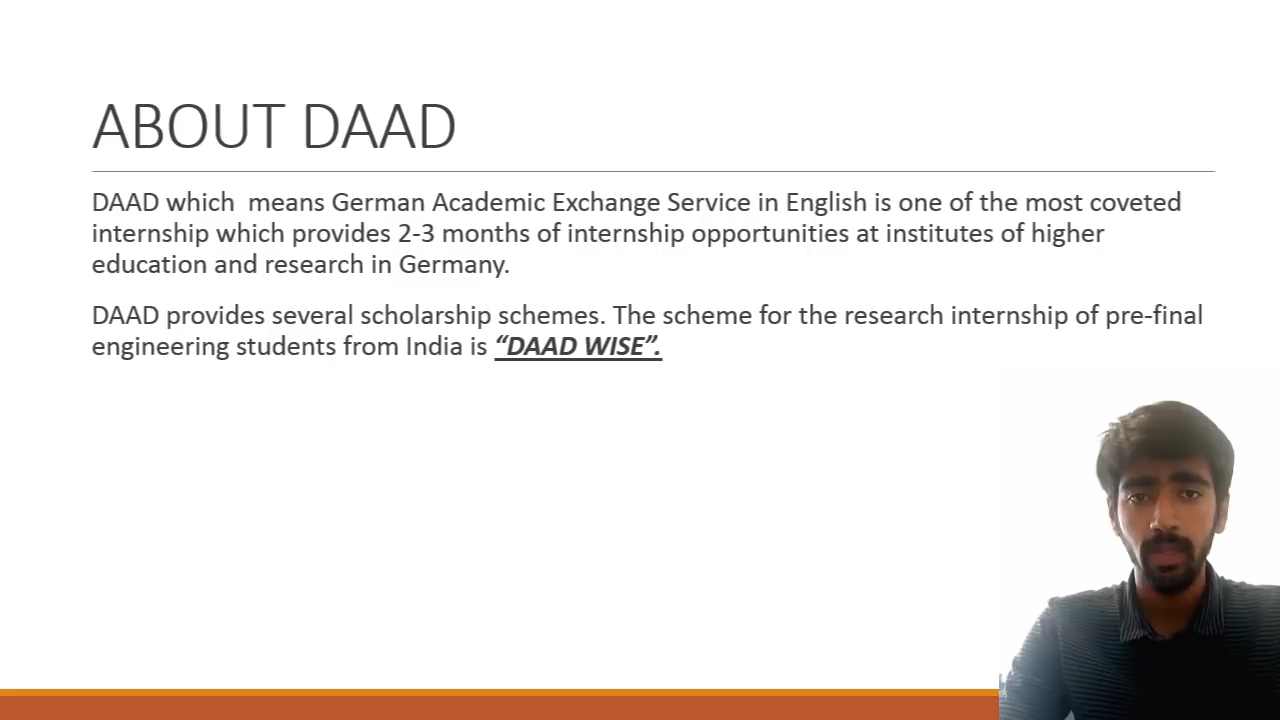 ABOUT DAAD
DAAD which  means German Academic Exchange Service in English is one of the most coveted
internship which provides 2-3 months of internship opportunities at institutes of higher
education and research in Germany.
DAAD provides several scholarship schemes. The scheme for the research internship of pre-final
engineering students from India is “DAAD WISE”.